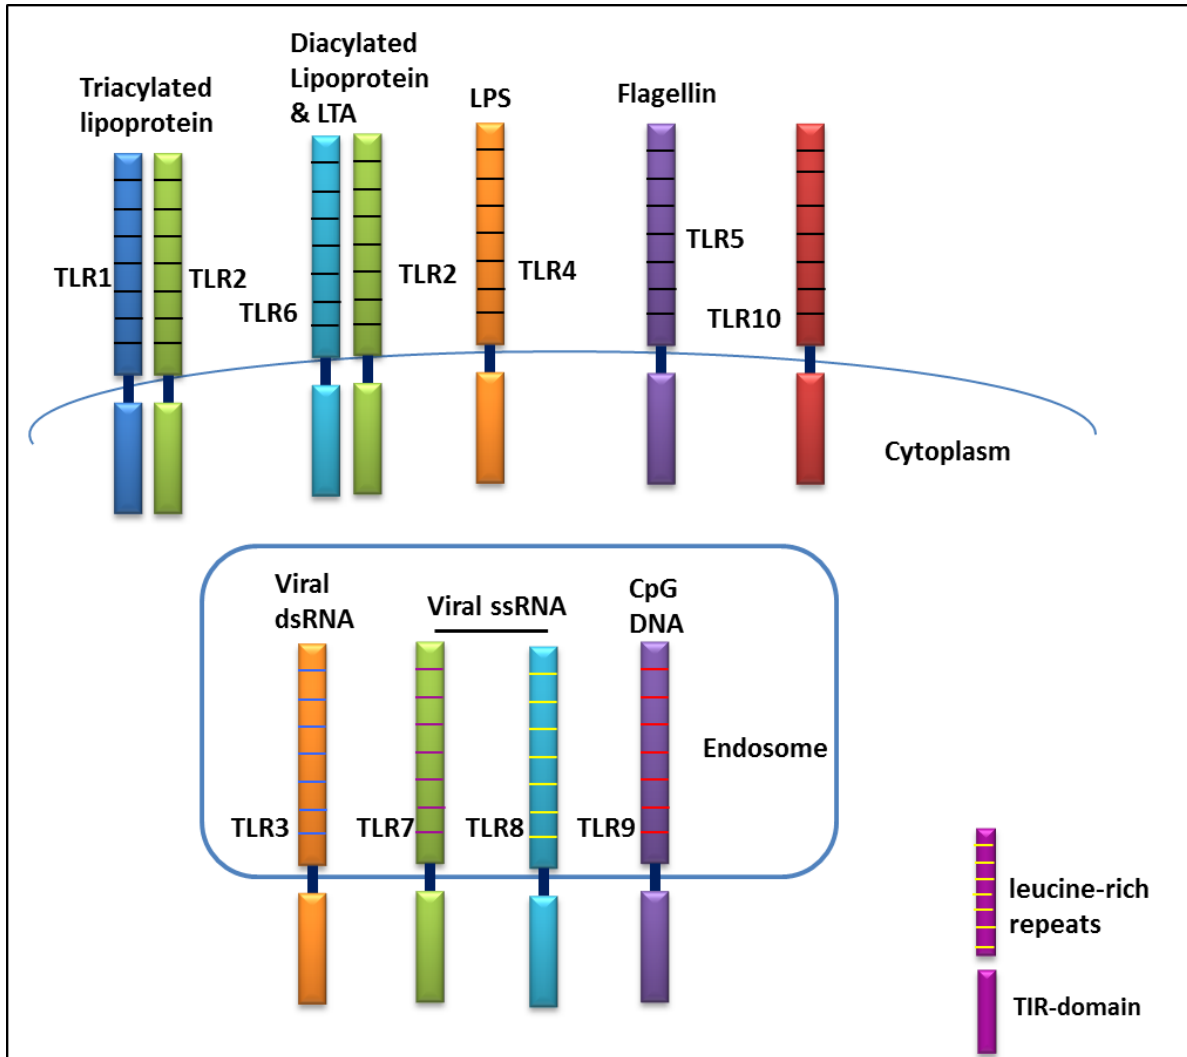 Triacylated
lipoprotein
Diacylated
Lipoprotein
& LTA
LPS
Flagellin
TLR1
TLR2
TLR6
TLR2
TLR4
TLR5
TLR10
Cytoplasm
Viral
dsRNA
Viral ssRNA
CpG
DNA
Endosome
TLR3
TLR7
TLR8
TLR9
leucine-rich
repeats
TIR-domain